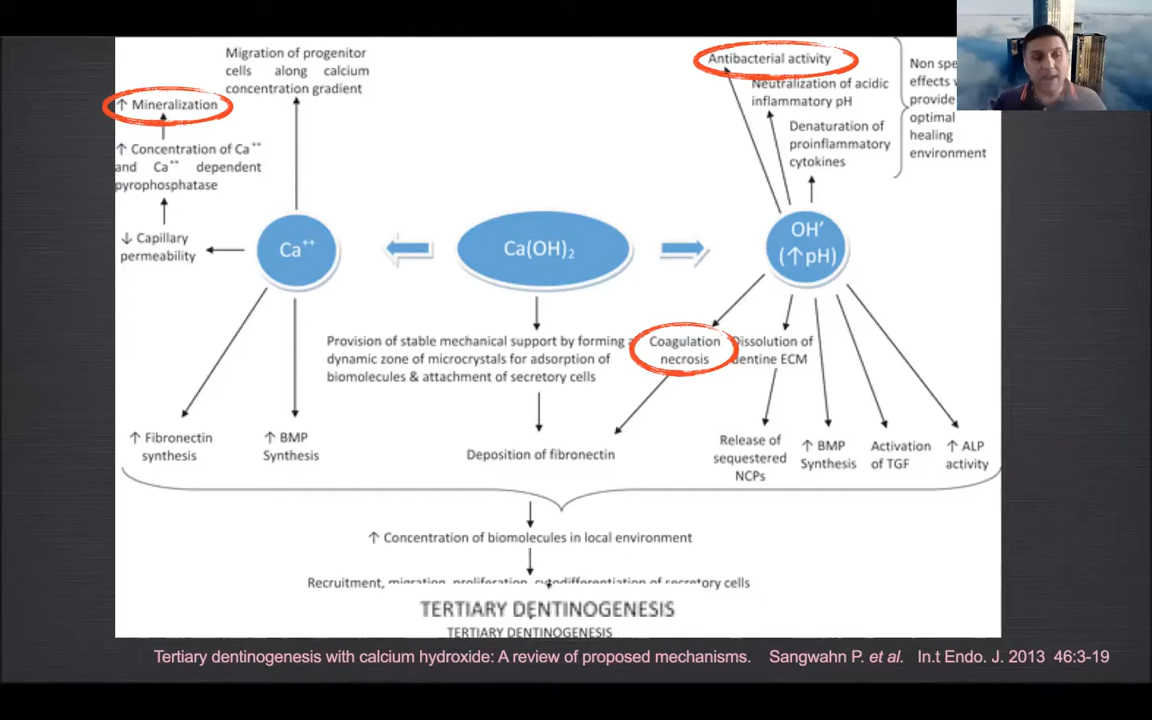 Migration of progenitor
cells along calcium
concentration gradient
↑ Mineralization
↑ Concentration of Ca⁺⁺
and Ca⁺⁺ dependent
pyrophosphatase
↓ Capillary
permeability
Ca⁺⁺
Ca(OH)₂
OH'
(↑pH)
Antibacterial activity
Neutralization of acidic
inflammatory pH
Denaturation of
proinflammatory
cytokines
Non
effects
provide
optimal
healing
environment
Provision of stable mechanical support by forming
dynamic zone of microcrystals for adsorption of
biomolecules & attachment of secretory cells
Coagulation
necrosis
Dissolution of
dentine ECM
↑ Fibronectin
synthesis
↑ BMP
Synthesis
Deposition of fibronectin
Release of
sequestered
NCPs
↑ BMP
Synthesis
Activation
of TGF
↑ ALP
activity
↑ Concentration of biomolecules in local environment
Recruitment, migration, proliferation, cytodifferentiation of secretory cells
TERTIARY DENTINOGENESIS
TERTIARY DENTINOGENESIS
Tertiary dentinogenesis with calcium hydroxide: A review of proposed mechanisms. Sangwahn P. et al. In.t Endo. J. 2013 46:3-19